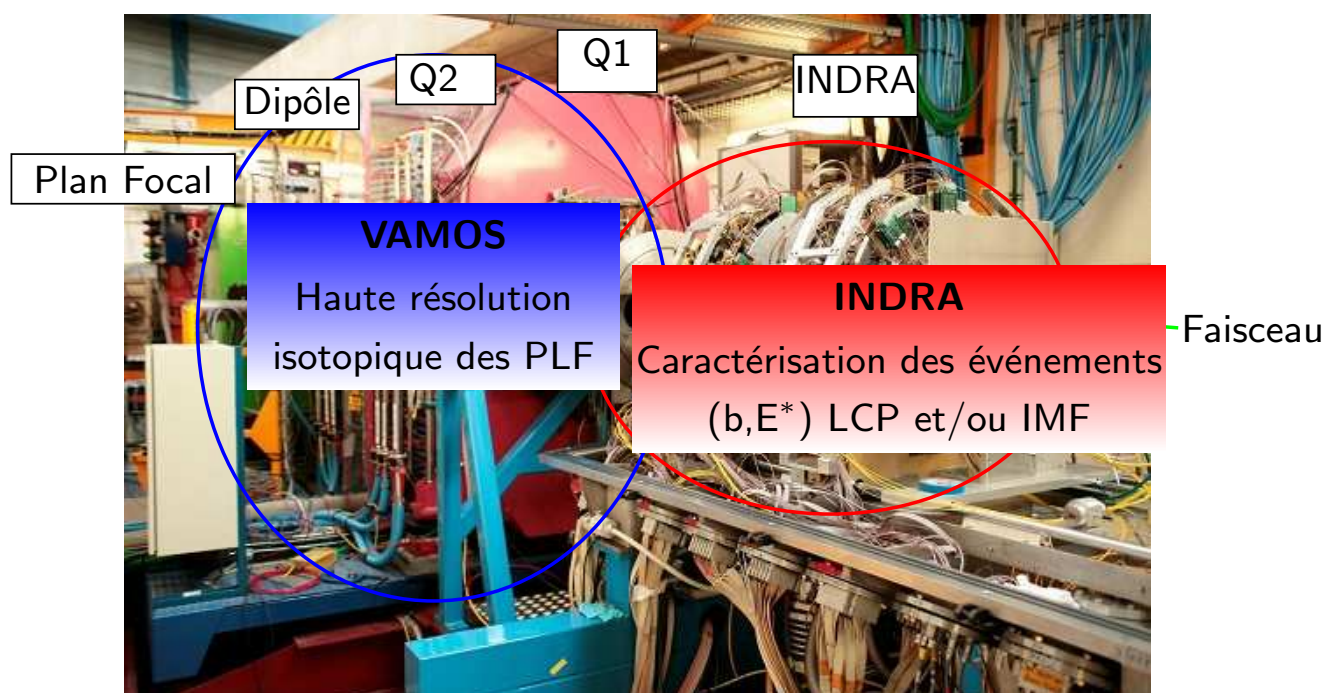 Q1
Q2
INDRA
Dipôle
Plan Focal
VAMOS
Haute résolution
isotopique des PLF
INDRA
Caractérisation des événements
(b,E*) LCP et/ou IMF
Faisceau